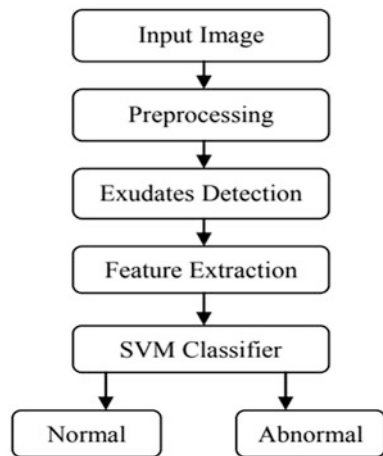 Input Image
Preprocessing
Exudates Detection
Feature Extraction
SVM Classifier
Normal
Abnormal